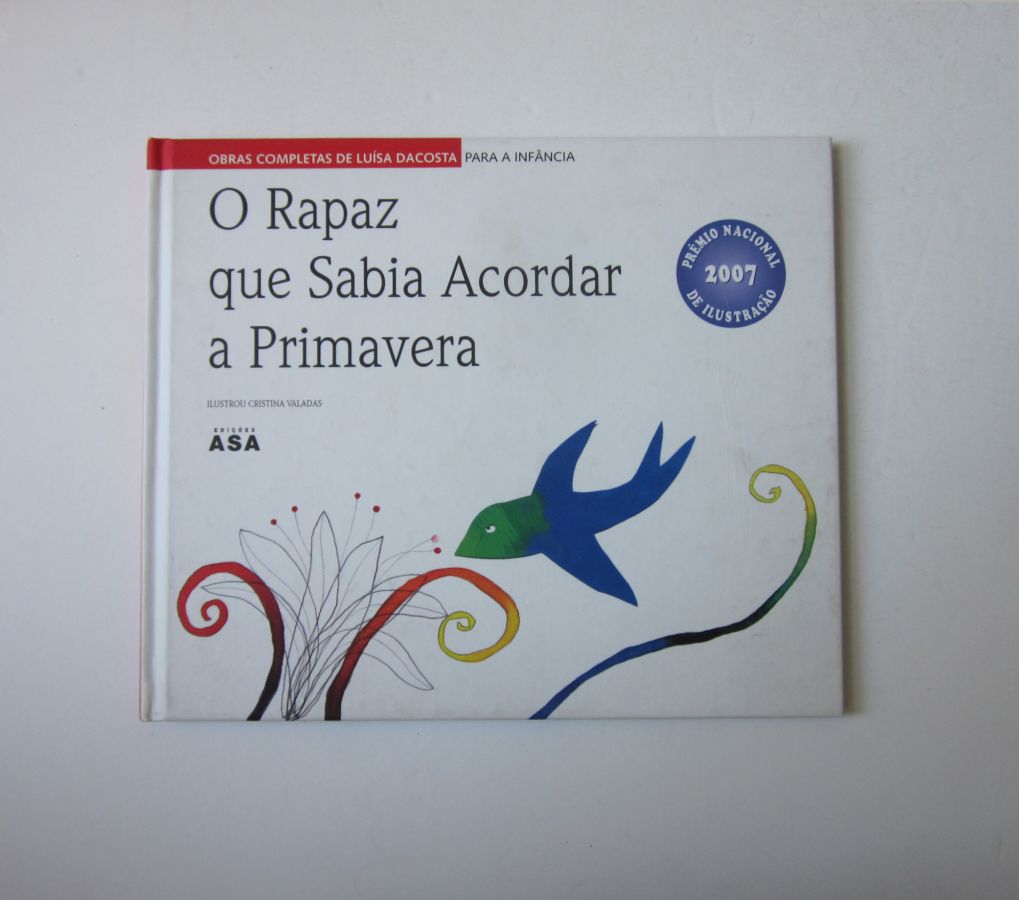 OBRAS COMPLETAS DE LUÍSA DACOSTA PARA A INFÂNCIA
O Rapaz
que Sabia Acordar
a Primavera
PRÉMIO NACIONAL
2007
DE ILUSTRAÇÃO
ILUSTROU CRISTINA VALADAS
EDIÇÕES
ASA